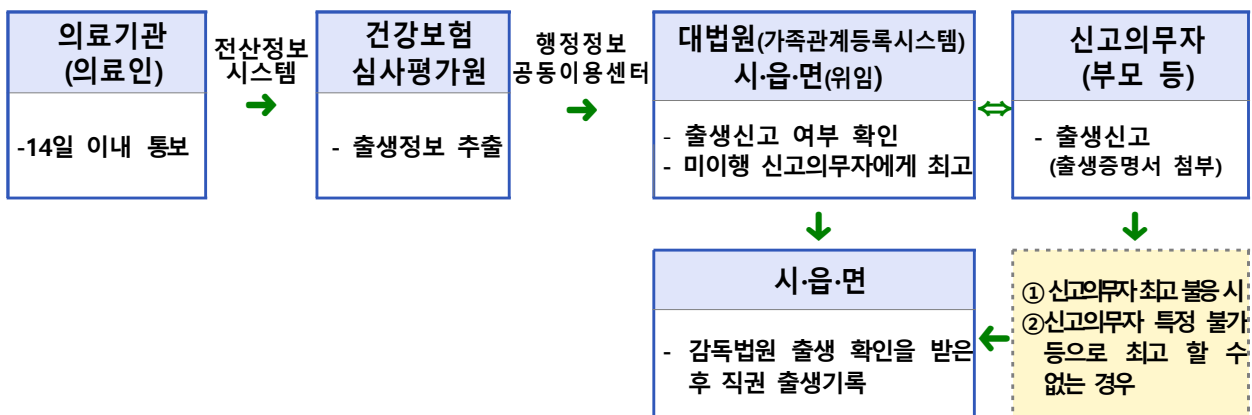 의료기관
(의료인)
-14일 이내 통보
전산정보
시스템
건강보험
심사평가원
- 출생정보 추출
행정정보
공동이용센터
대법원(가족관계등록시스템)
시·읍·면(위임)
- 출생신고 여부 확인
- 미이행 신고의무자에게 최고
신고의무자
(부모 등)
- 출생신고
(출생증명서 첨부)
시·읍·면
- 감독법원 출생 확인을 받은
후 직권 출생기록
① 신고의무자 최고 불응 시
②신고의무자 특정 불가
등으로 최고 할 수
없는 경우